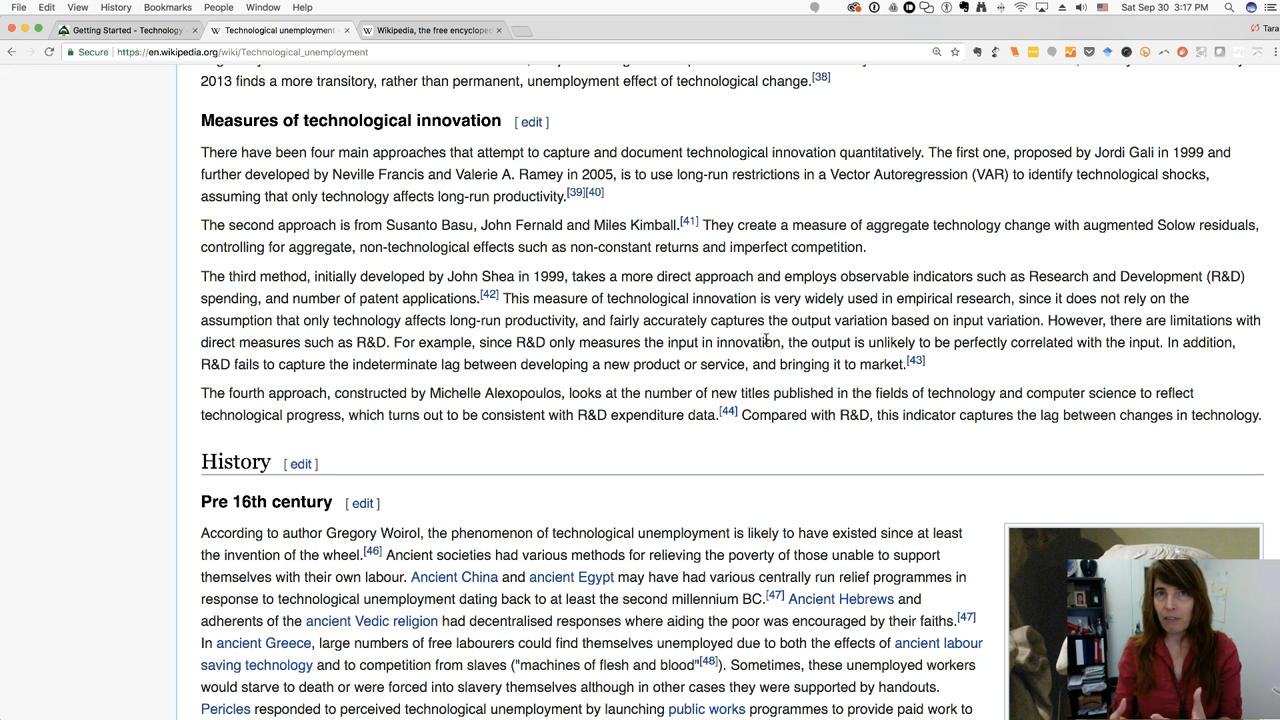 File Edit View History Bookmarks People Window Help Sat Sep 30 3:17 PM
Getting Started - Technology × Technological unemployment × Wikipedia, the free encycloped × Tara
Secure https://en.wikipedia.org/wiki/Technological_unemployment
2013 finds a more transitory, rather than permanent, unemployment effect of technological change.[38]
Measures of technological innovation [ edit ]
There have been four main approaches that attempt to capture and document technological innovation quantitatively. The first one, proposed by Jordi Gali in 1999 and
further developed by Neville Francis and Valerie A. Ramey in 2005, is to use long-run restrictions in a Vector Autoregression (VAR) to identify technological shocks,
assuming that only technology affects long-run productivity.[39][40]
The second approach is from Susanto Basu, John Fernald and Miles Kimball.[41] They create a measure of aggregate technology change with augmented Solow residuals,
controlling for aggregate, non-technological effects such as non-constant returns and imperfect competition.
The third method, initially developed by John Shea in 1999, takes a more direct approach and employs observable indicators such as Research and Development (R&D)
spending, and number of patent applications.[42] This measure of technological innovation is very widely used in empirical research, since it does not rely on the
assumption that only technology affects long-run productivity, and fairly accurately captures the output variation based on input variation. However, there are limitations with
direct measures such as R&D. For example, since R&D only measures the input in innovation, the output is unlikely to be perfectly correlated with the input. In addition,
R&D fails to capture the indeterminate lag between developing a new product or service, and bringing it to market.[43]
The fourth approach, constructed by Michelle Alexopoulos, looks at the number of new titles published in the fields of technology and computer science to reflect
technological progress, which turns out to be consistent with R&D expenditure data.[44] Compared with R&D, this indicator captures the lag between changes in technology.
History [ edit ]
Pre 16th century [ edit ]
According to author Gregory Woirol, the phenomenon of technological unemployment is likely to have existed since at least
the invention of the wheel.[46] Ancient societies had various methods for relieving the poverty of those unable to support
themselves with their own labour. Ancient China and ancient Egypt may have had various centrally run relief programmes in
response to technological unemployment dating back to at least the second millennium BC.[47] Ancient Hebrews and
adherents of the ancient Vedic religion had decentralised responses where aiding the poor was encouraged by their faiths.[47]
In ancient Greece, large numbers of free labourers could find themselves unemployed due to both the effects of ancient labour
saving technology and to competition from slaves ("machines of flesh and blood"[48]). Sometimes, these unemployed workers
would starve to death or were forced into slavery themselves although in other cases they were supported by handouts.
Pericles responded to perceived technological unemployment by launching public works programmes to provide paid work to